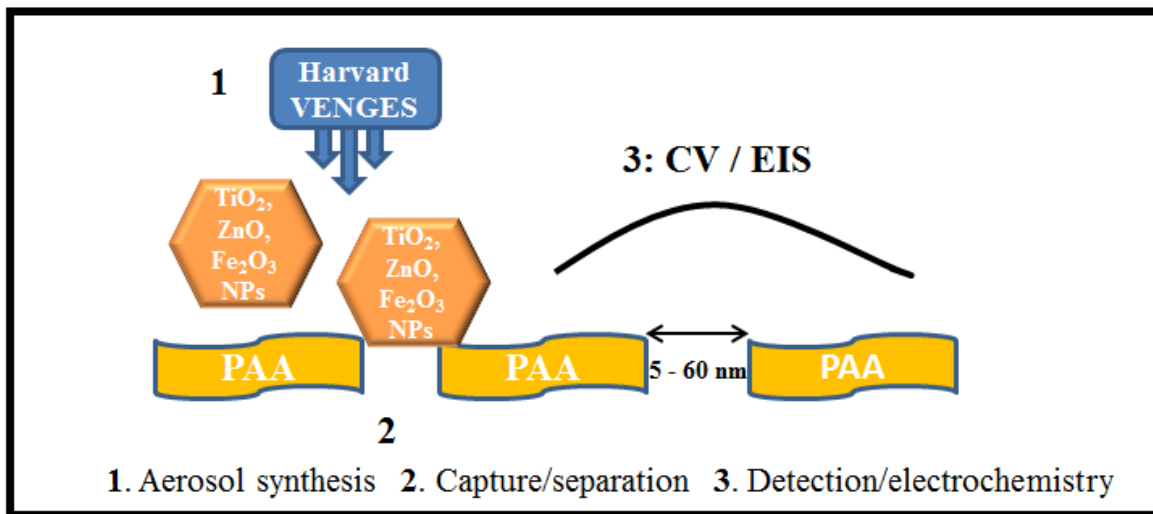 1
Harvard
VENGES
3: CV / EIS
TiO₂,
ZnO,
Fe₂O₃
NPs
TiO₂,
ZnO,
Fe₂O₃
NPs
PAA
PAA
5 - 60 nm
PAA
2
1. Aerosol synthesis 2. Capture/separation 3. Detection/electrochemistry